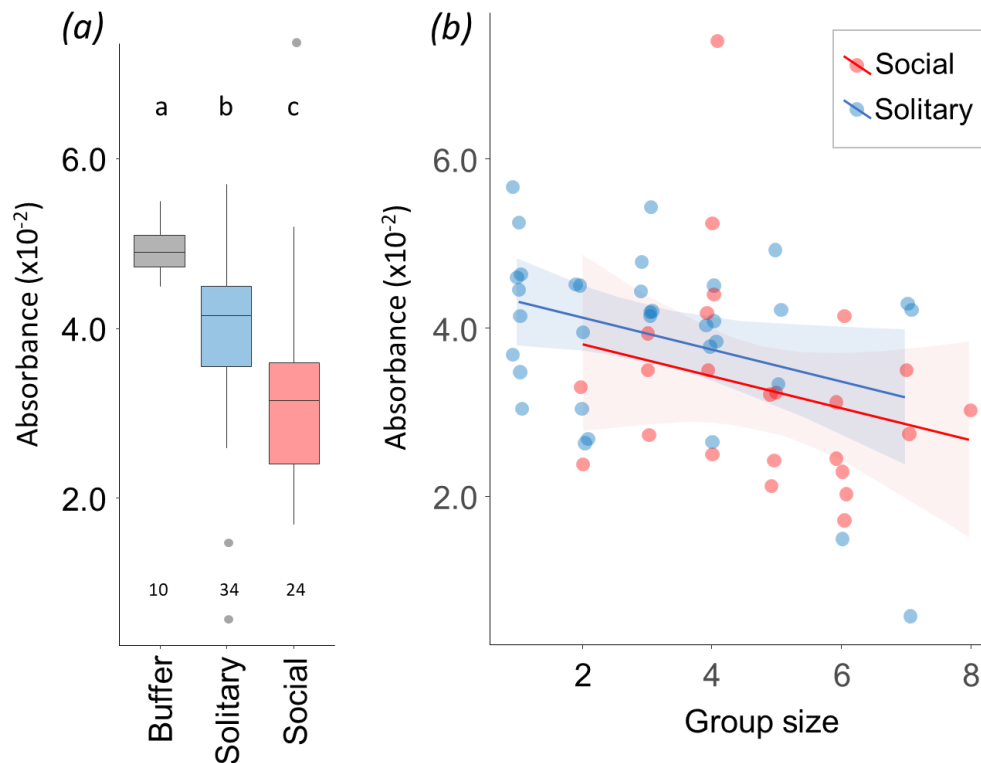 (a)
a b c
6.0
4.0
2.0
Absorbance (x10-2)
10 34 24
Buffer
Solitary
Social
(b)
Social
Solitary
6.0
4.0
2.0
Absorbance (x10-2)
2 4 6 8
Group size